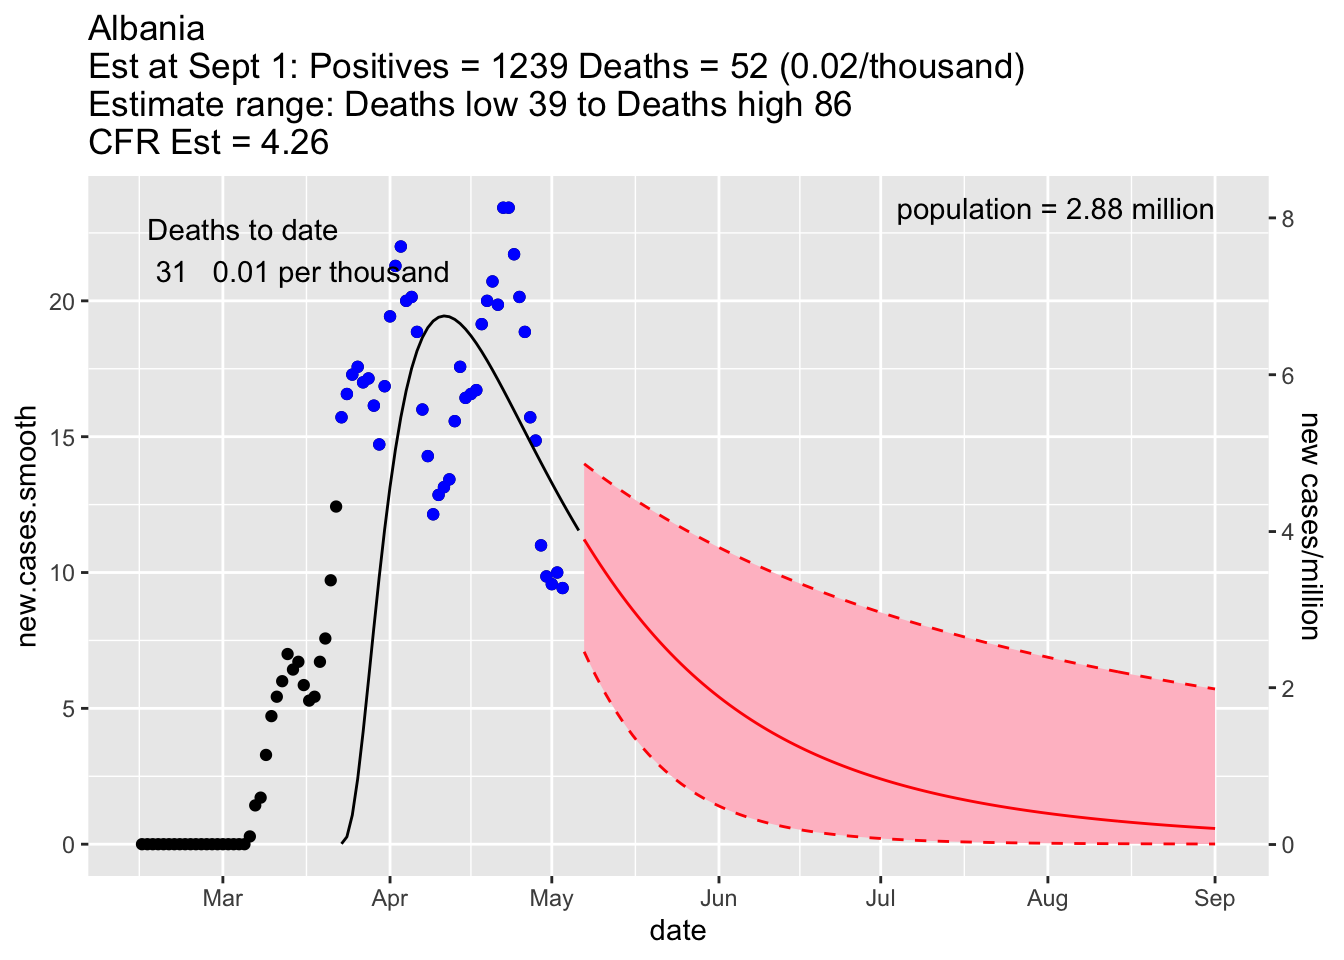 Albania
Est at Sept 1: Positives = 1239 Deaths = 52 (0.02/thousand)
Estimate range: Deaths low 39 to Deaths high 86
CFR Est = 4.26
Deaths to date
31 0.01 per thousand
population = 2.88 million
new.cases.smooth
20
15
10
5
0
8
6
4
2
0
new cases/million
Mar Apr May Jun Jul Aug Sep
date